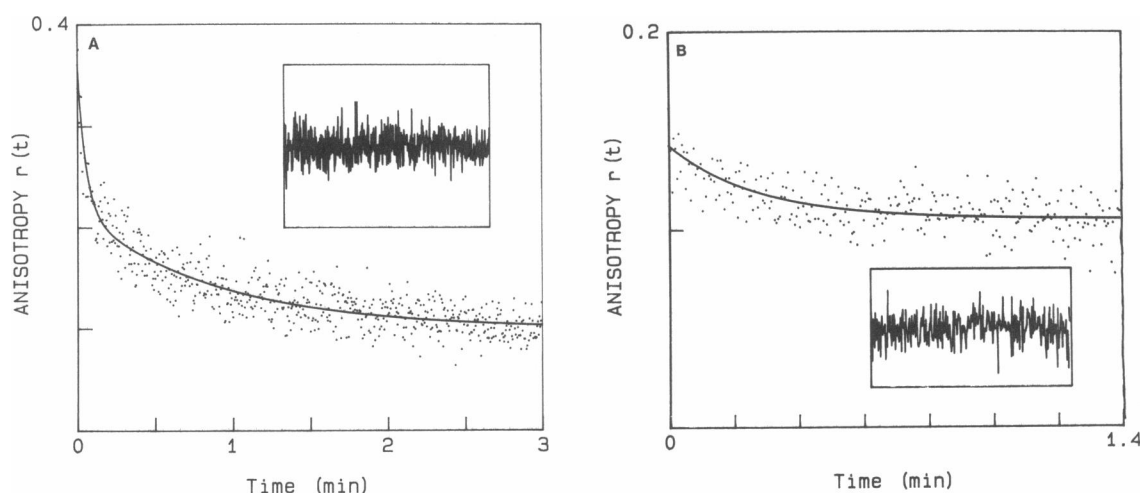 0.4
A
ANISOTROPY r(t)
0
1
2
3
Time (min)
0.2
B
ANISOTROPY r(t)
0
1.4
Time (min)